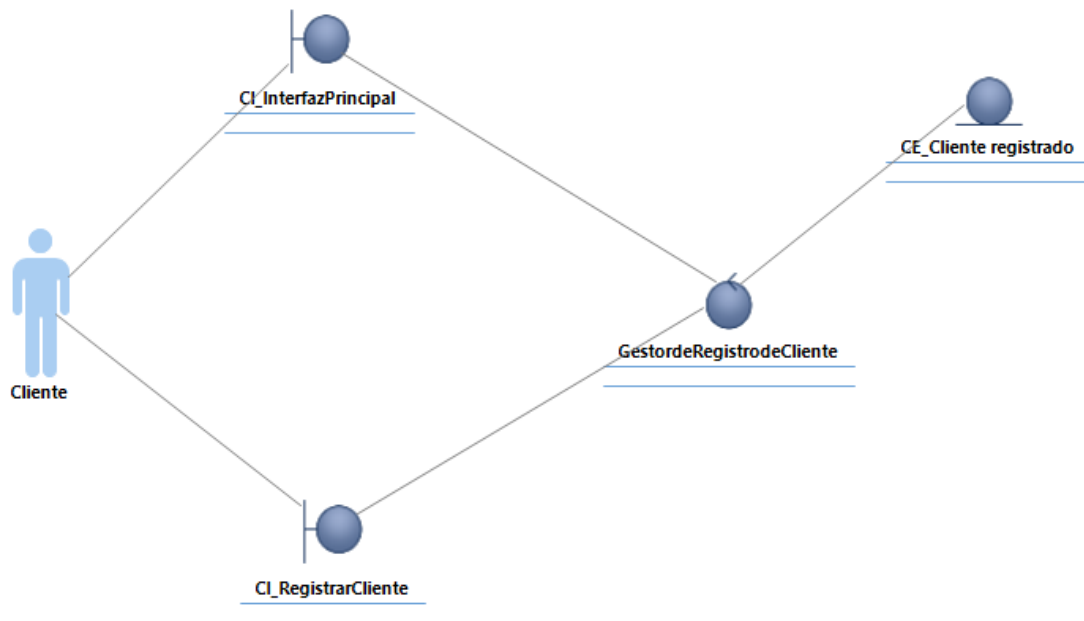 CI_InterfazPrincipal
CE_Cliente registrado
GestordeRegistrodeCliente
Cliente
CI_RegistrarCliente